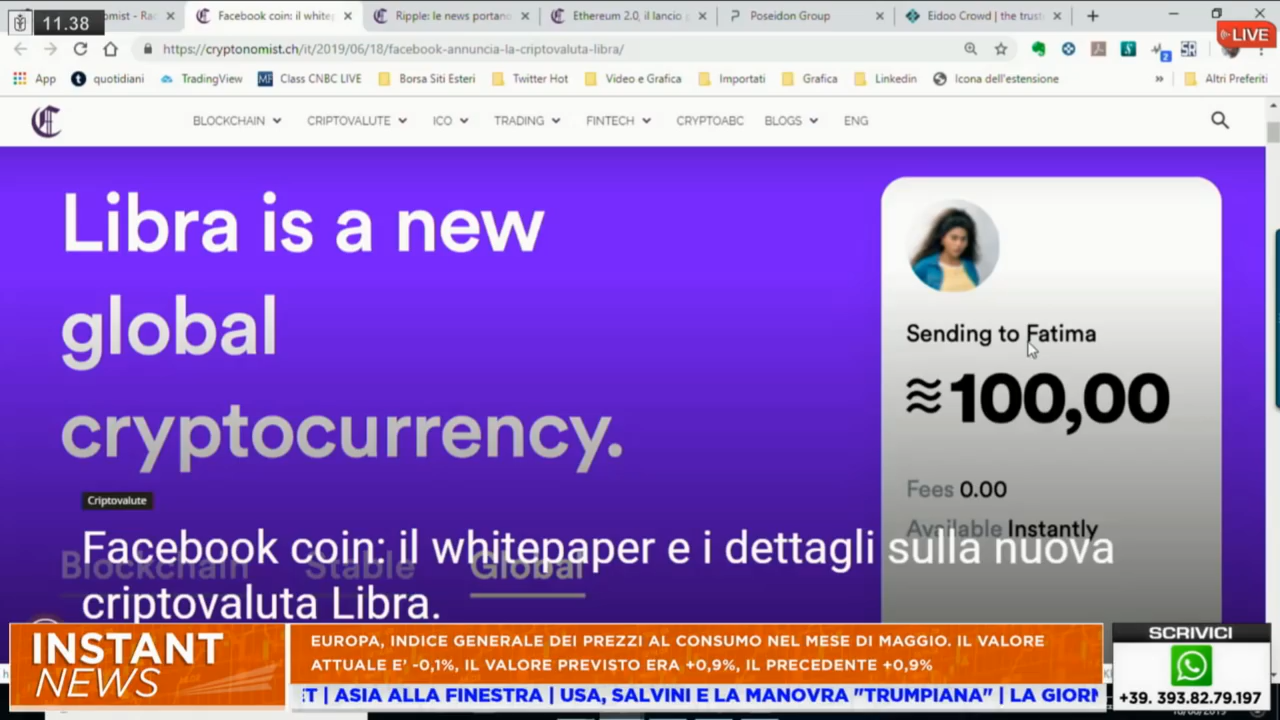 11.38
omist - Ra
Facebook coin: il white
Ripple: le news portano
Ethereum 2.0, il lancio
Poseidon Group
Eidoo Crowd | the trust
LIVE
https://cryptonomist.ch/it/2019/06/18/facebook-annuncia-la-criptovaluta-libra/
App
quotidiani
TradingView
Class CNBC LIVE
Borsa Siti Esteri
Twitter Hot
Video e Grafica
Importati
Grafica
Linkedin
Icona dell'estensione
»
Altri Preferiti
BLOCKCHAIN
CRIPTOVALUTE
ICO
TRADING
FINTECH
CRYPTOABC
BLOGS
ENG
Libra is a new
global
cryptocurrency.
Sending to Fatima
≋100,00
Fees 0.00
Available Instantly
Criptovalute
Blockchain Stable Global
Facebook coin: il whitepaper e i dettagli sulla nuova
criptovaluta Libra.
INSTANT
NEWS
EUROPA, INDICE GENERALE DEI PREZZI AL CONSUMO NEL MESE DI MAGGIO. IL VALORE
ATTUALE E' -0,1%, IL VALORE PREVISTO ERA +0,9%, IL PRECEDENTE +0,9%
ET | ASIA ALLA FINESTRA | USA, SALVINI E LA MANOVRA "TRUMPIANA" | LA GIORN
SCRIVICI
+39. 393.82.79.197